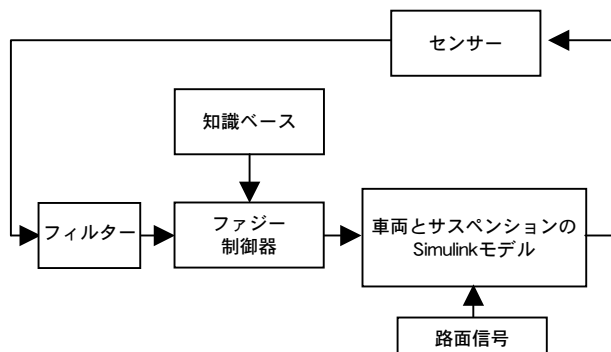 センサー
知識ベース
フィルター
ファジー
制御器
車両とサスペンションの
Simulinkモデル
路面信号